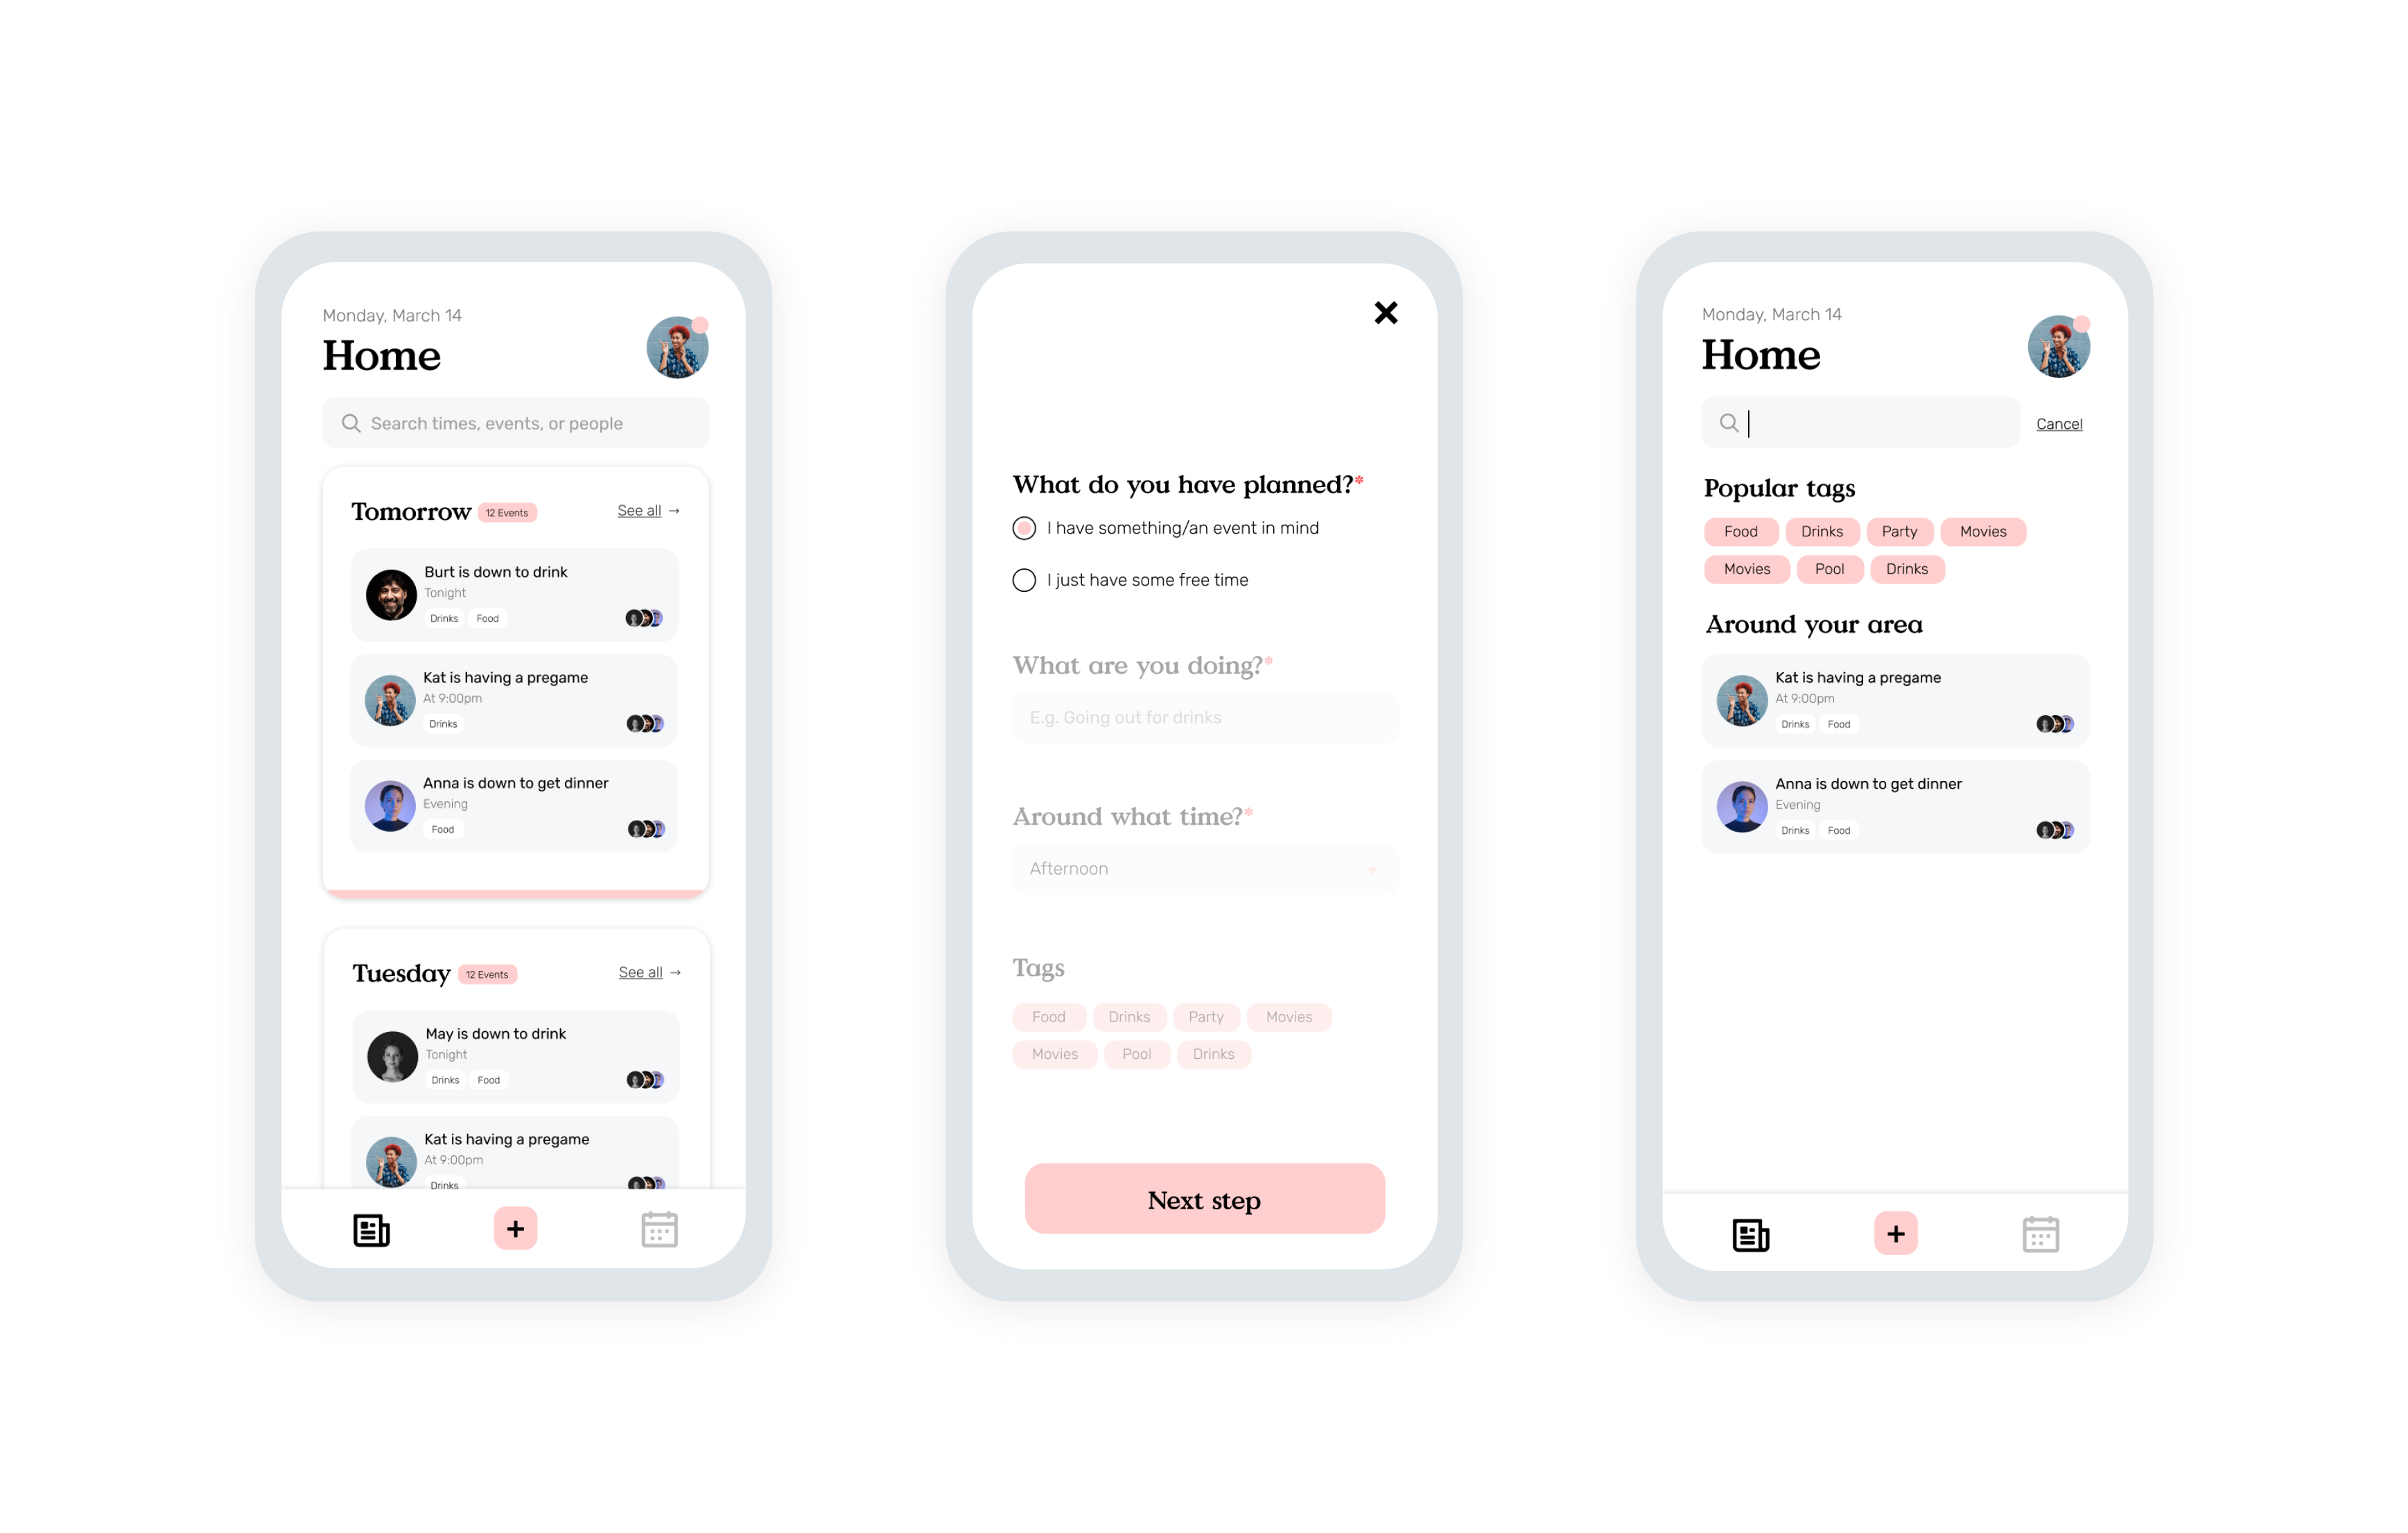 Monday, March 14
Home
Search times, events, or people
Tomorrow 12 Events See all →
Burt is down to drink
Tonight
Drinks Food
Kat is having a pregame
At 9:00pm
Drinks
Anna is down to get dinner
Evening
Food
Tuesday 12 Events See all →
May is down to drink
Tonight
Drinks Food
Kat is having a pregame
At 9:00pm
Drinks
What do you have planned?*
I have something/an event in mind
I just have some free time
What are you doing?*
E.g. Going out for drinks
Around what time?*
Afternoon
Tags
Food Drinks Party Movies
Movies Pool Drinks
Next step
Monday, March 14
Home
Cancel
Popular tags
Food Drinks Party Movies
Movies Pool Drinks
Around your area
Kat is having a pregame
At 9:00pm
Drinks Food
Anna is down to get dinner
Evening
Drinks Food